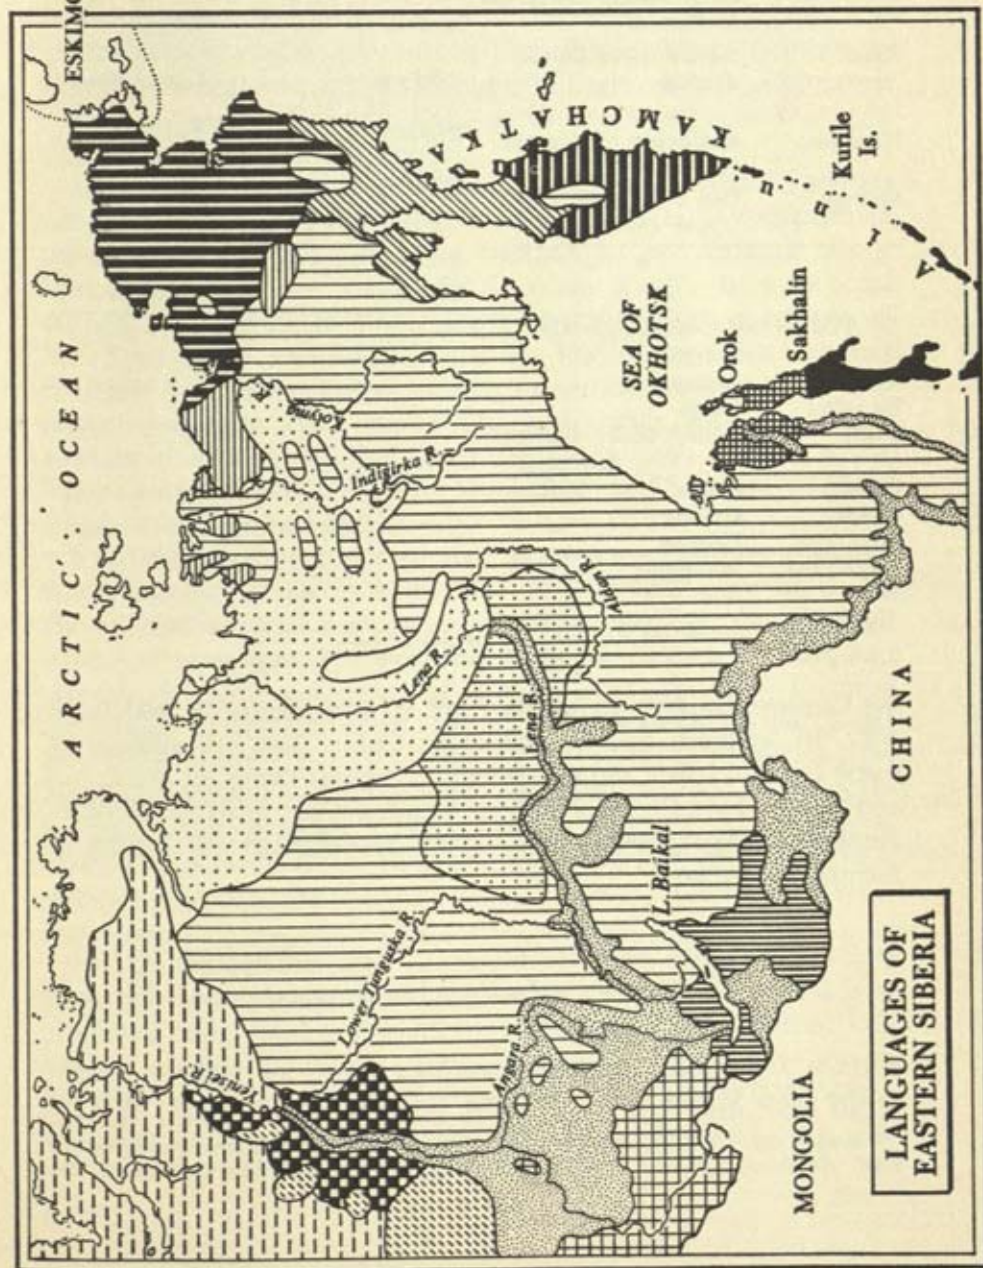 ESKIMO
ARCTIC OCEAN
KAMCHATKA
Kurile
Is.
Ainu
SEA OF
OKHOTSK
Orok
Sakhalin
Kolyma
R.
Indigirka R.
Lena R.
Aldan R.
Lena R.
Lower Tunguska R.
Yenisei R.
Angara R.
L. Baikal
CHINA
MONGOLIA
LANGUAGES OF
EASTERN SIBERIA